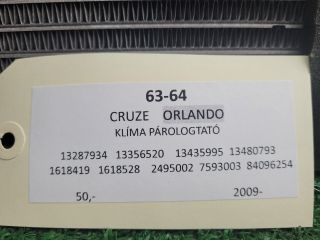 63-64
CRUZE ORLANDO
KLÍMA PÁROLOGTATÓ
13287934 13356520 13435995 13480793
1618419 1618528 2495002 7593003 84096254
50,- 2009-